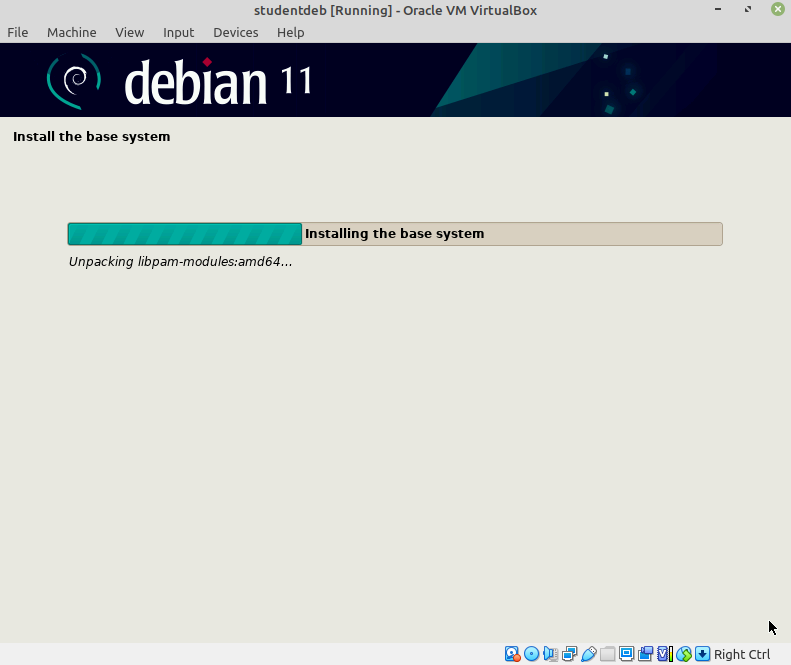 studentdeb [Running] - Oracle VM VirtualBox
File Machine View Input Devices Help
debian 11
Install the base system
Installing the base system
Unpacking libpam-modules:amd64...
Right Ctrl